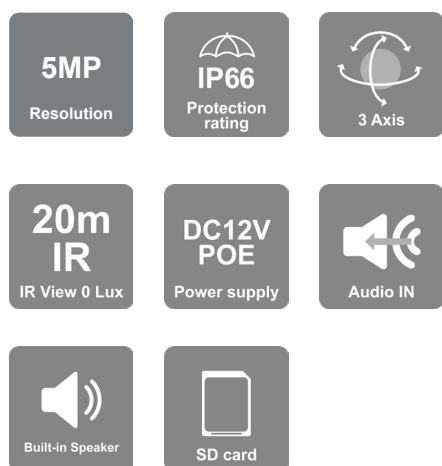 5MP
Resolution
IP66
Protection
rating
3 Axis
20m
IR
IR View 0 Lux
DC12V
POE
Power supply
Audio IN
Built-in Speaker
SD card